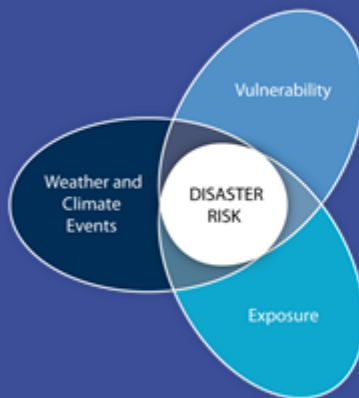 Vulnerability
Weather and
Climate
Events
DISASTER
RISK
Exposure